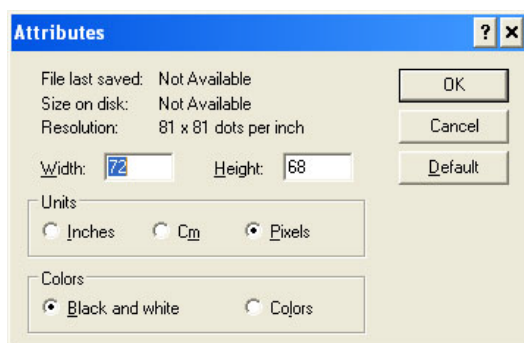 Attributes ? ×
File last saved: Not Available
Size on disk: Not Available
Resolution: 81 x 81 dots per inch
OK
Cancel
Default
Width: 72 Height: 68
Units
Inches Cm Pixels
Colors
Black and white Colors